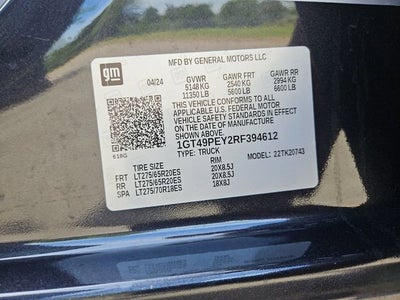 gm
MFD BY GENERAL MOTORS LLC
04/24 GVWR GAWR FRT GAWR RR
5148 KG 2540 KG 2994 KG
11350 LB 5600 LB 6600 LB
THIS VEHICLE CONFORMS TO ALL
APPLICABLE U.S. FEDERAL MOTOR
VEHICLE SAFETY STANDARDS IN
EFFECT ON THE DATE OF MANUFACTURE
SHOWN ABOVE.
1GT49PEY2RF394612
TYPE: TRUCK
618G
TIRE SIZE RIM 22TK20743
FRT LT275/65R20ES 20X8.5J
RR LT275/65R20ES 20X8.5J
SPA LT275/70R18ES 18X8J